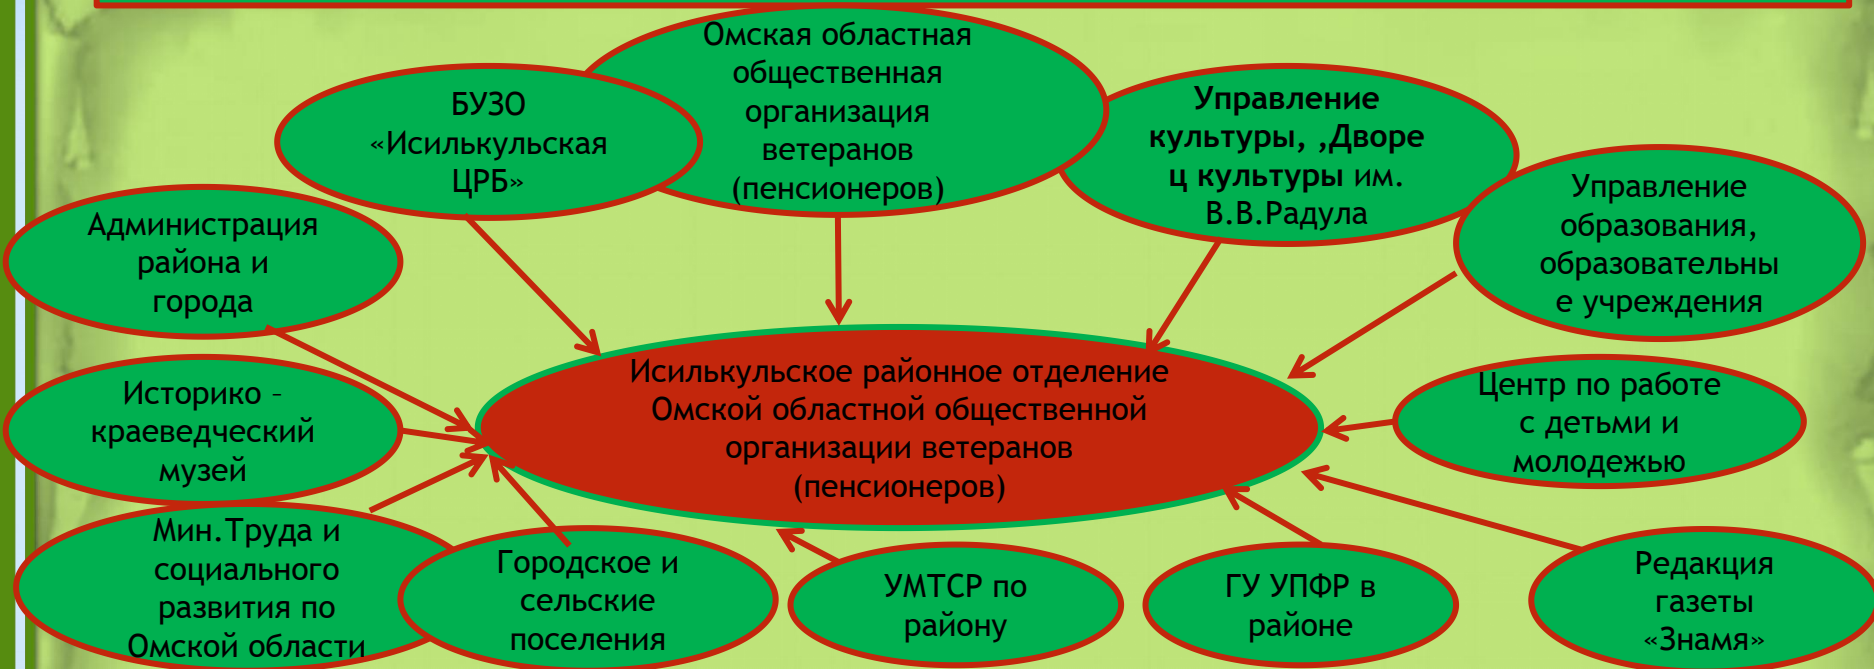 Омская областная
общественная
организация
ветеранов
(пенсионеров)
БУЗО
«Исилькульская
ЦРБ»
Управление
культуры, ,Дворе
ц культуры им.
В.В.Радула
Управление
образования,
образовательны
е учреждения
Администрация
района и
города
Историко –
краеведческий
музей
Исилькульское районное отделение
Омской областной общественной
организации ветеранов
(пенсионеров)
Центр по работе
с детьми и
молодежью
Мин.Труда и
социального
развития по
Омской области
Городское и
сельские
поселения
УМТСР по
району
ГУ УПФР в
районе
Редакция
газеты
«Знамя»